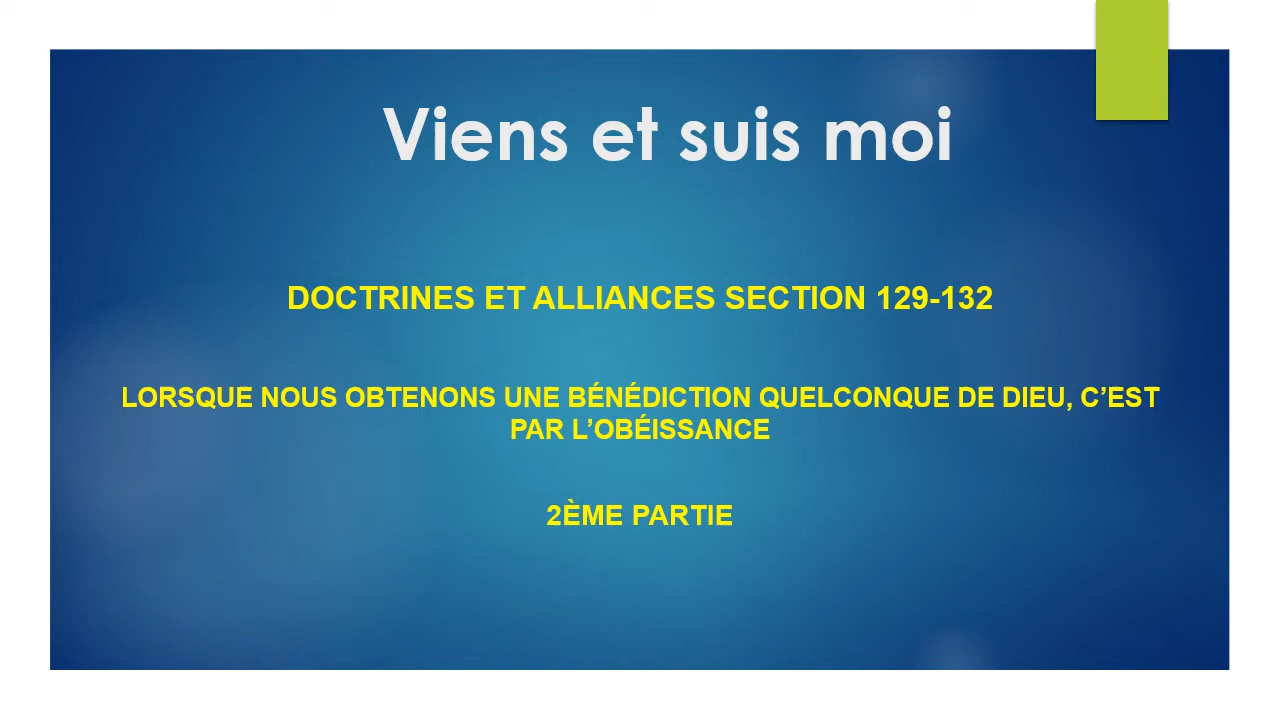 Viens et suis moi
DOCTRINES ET ALLIANCES SECTION 129-132
LORSQUE NOUS OBTENONS UNE BÉNÉDICTION QUELCONQUE DE DIEU, C’EST
PAR L’OBÉISSANCE
2ÈME PARTIE